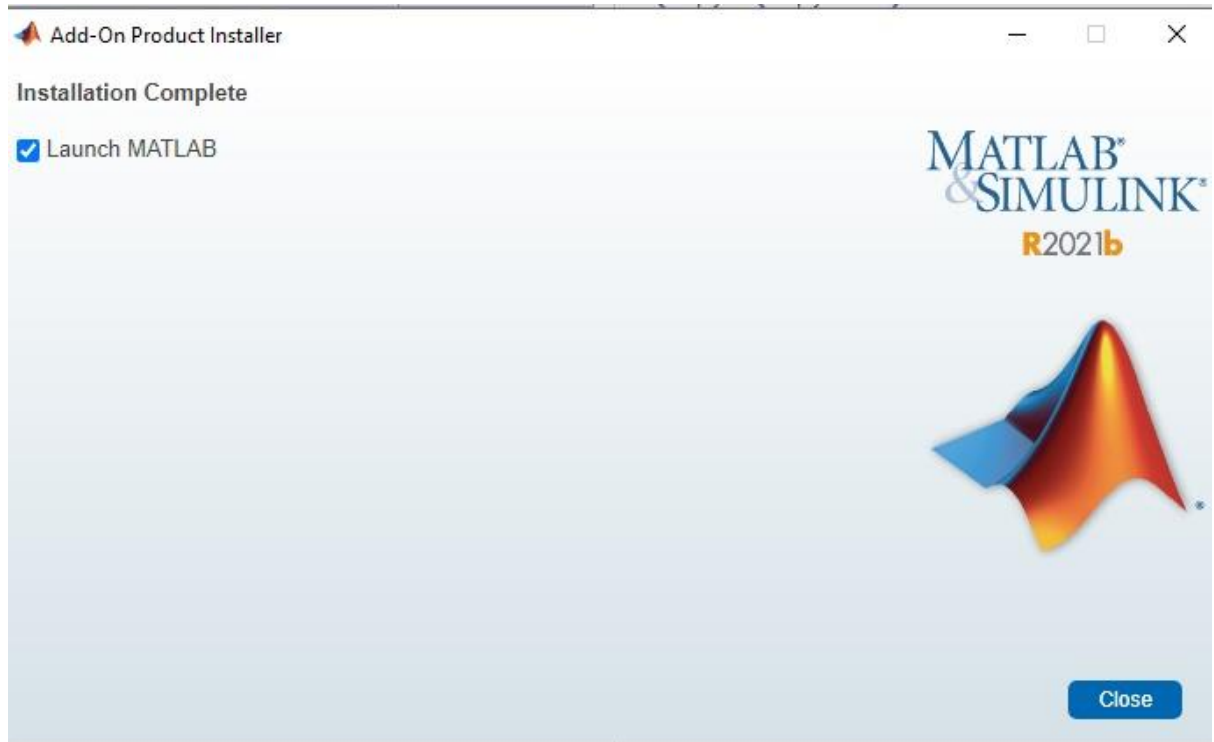 Add-On Product Installer
Installation Complete
Launch MATLAB
MATLAB®
&SIMULINK®
R2021b
®
Close